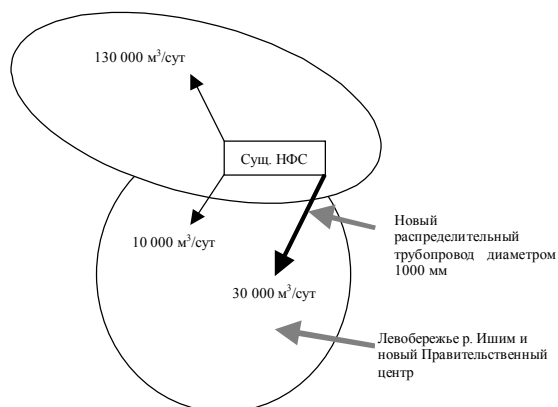 130 000 м³/сут
Сущ. НФС
10 000 м³/сут
30 000 м³/сут
Новый
распределительный
трубопровод диаметром
1000 мм
Левобережье р. Ишим и
новый Правительственный
центр